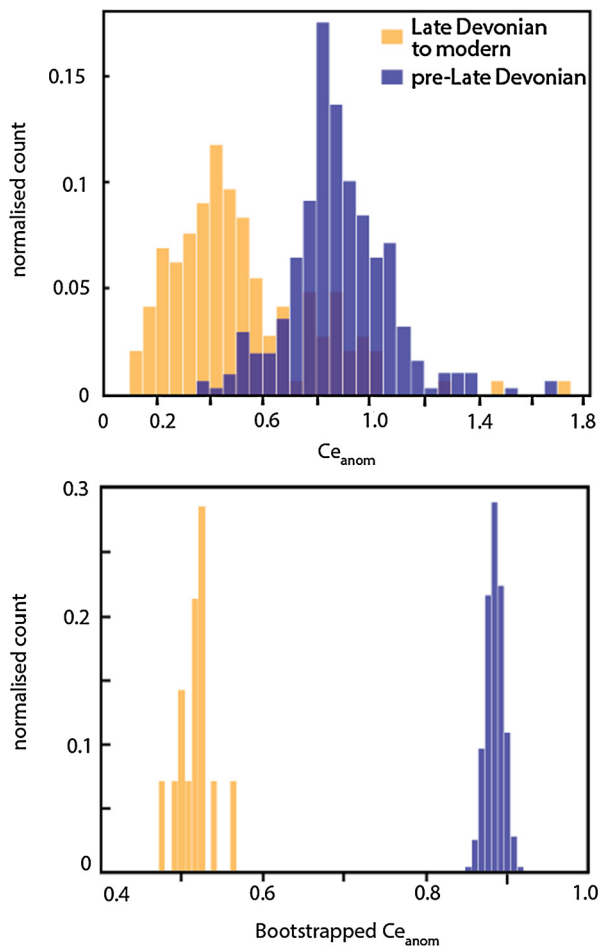 Late Devonian
to modern
pre-Late Devonian
normalised count
0.15
0.1
0.05
0
0 0.2 0.6 1.0 1.4 1.8
Ceanom
normalised count
0.3
0.2
0.1
0
0.4 0.6 0.8 1.0
Bootstrapped Ceanom